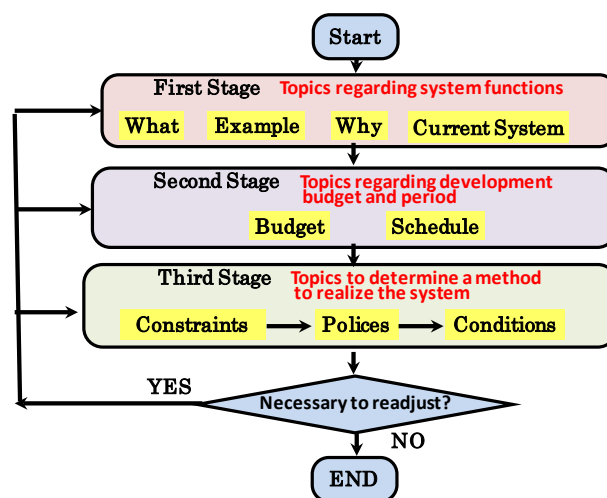 Start
First Stage Topics regarding system functions
What Example Why Current System
Second Stage Topics regarding development
budget and period
Budget Schedule
Third Stage Topics to determine a method
to realize the system
Constraints Polices Conditions
YES
Necessary to readjust?
NO
END